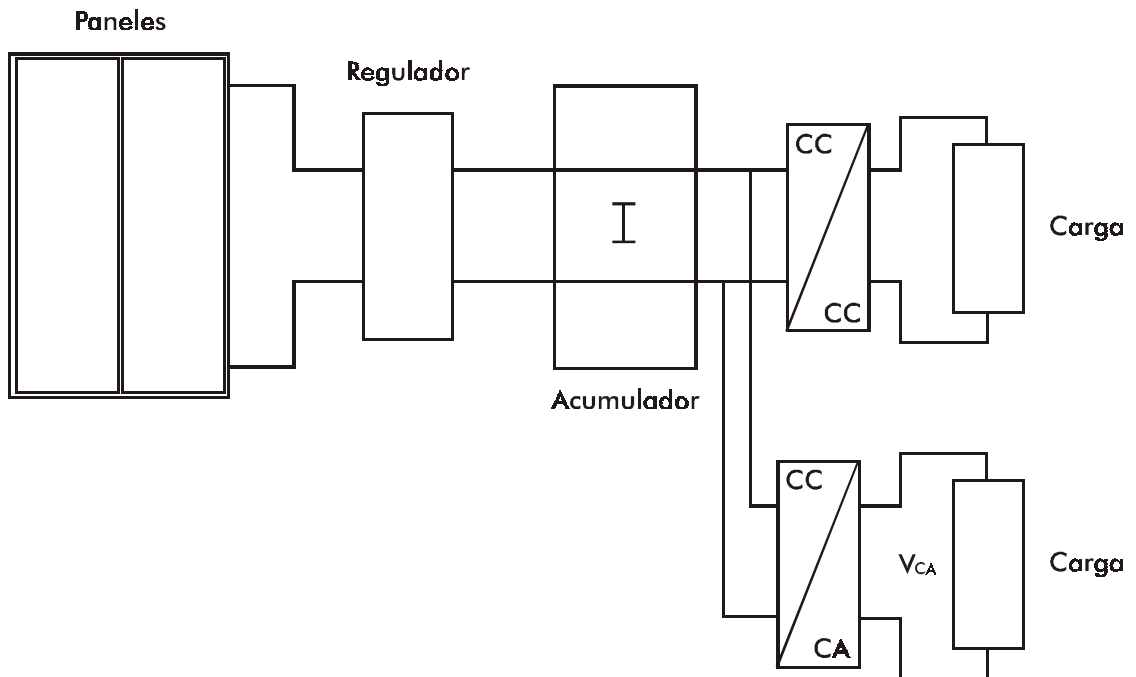 Paneles
Regulador
CC
CC
Carga
I
Acumulador
CC
CA
VCA
Carga